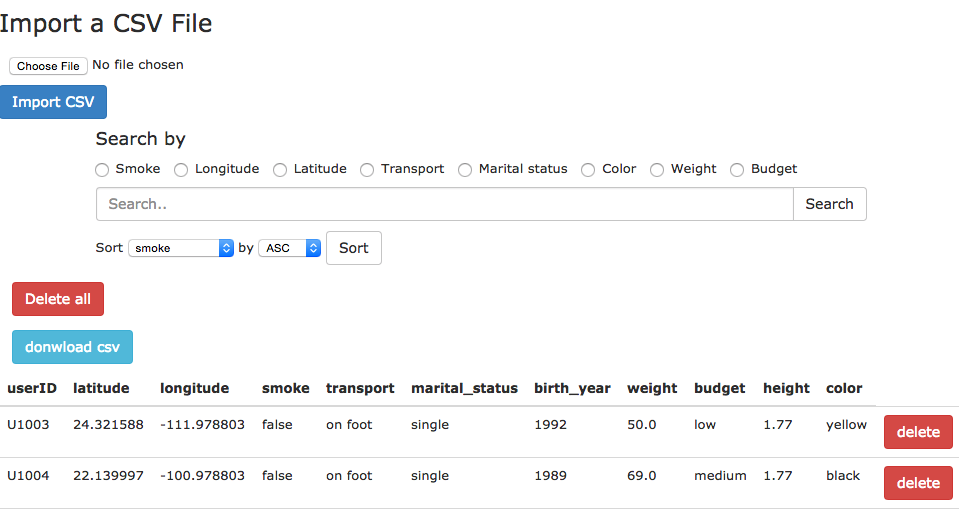 Import a CSV File
Choose File No file chosen
Import CSV
Search by
Smoke Longitude Latitude Transport Marital status Color Weight Budget
Search.. Search
Sort smoke by ASC Sort
Delete all
donwload csv
userID latitude longitude smoke transport marital_status birth_year weight budget height color
U1003 24.321588 -111.978803 false on foot single 1992 50.0 low 1.77 yellow delete
U1004 22.139997 -100.978803 false on foot single 1989 69.0 medium 1.77 black delete